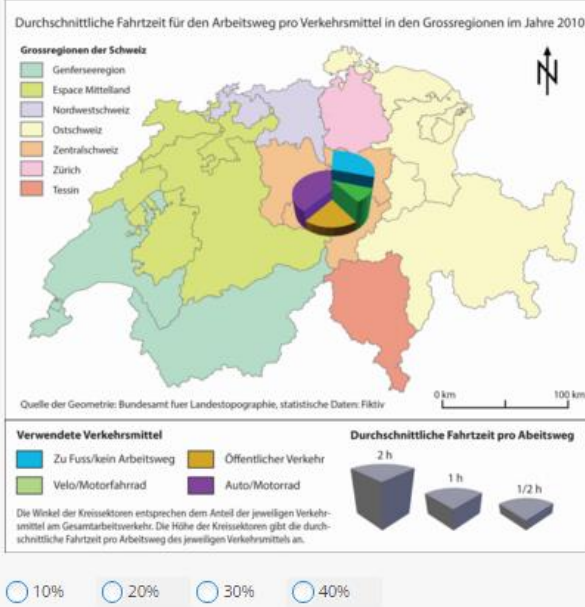 Durchschnittliche Fahrtzeit für den Arbeitsweg pro Verkehrsmittel in den Grossregionen im Jahre 2010
Grossregionen der Schweiz
Genferseeregion
Espace Mittelland
Nordwestschweiz
Ostschweiz
Zentralschweiz
Zürich
Tessin
N
Quelle der Geometrie: Bundesamt fuer Landestopographie, statistische Daten: Fiktiv
0 km
100 km
Verwendete Verkehrsmittel
Zu Fuss/kein Arbeitsweg
Öffentlicher Verkehr
Velo/Motorfahrrad
Auto/Motorrad
Die Winkel der Kreissektoren entsprechen dem Anteil der jeweiligen Verkehr-
smittel am Gesamtarbeitsverkehr. Die Höhe der Kreissektoren gibt die durch-
schnittliche Fahrtzeit pro Arbeitsweg des jeweiligen Verkehrsmittels an.
Durchschnittliche Fahrtzeit pro Abeitsweg
2 h
1 h
1/2 h
10% 20% 30% 40%